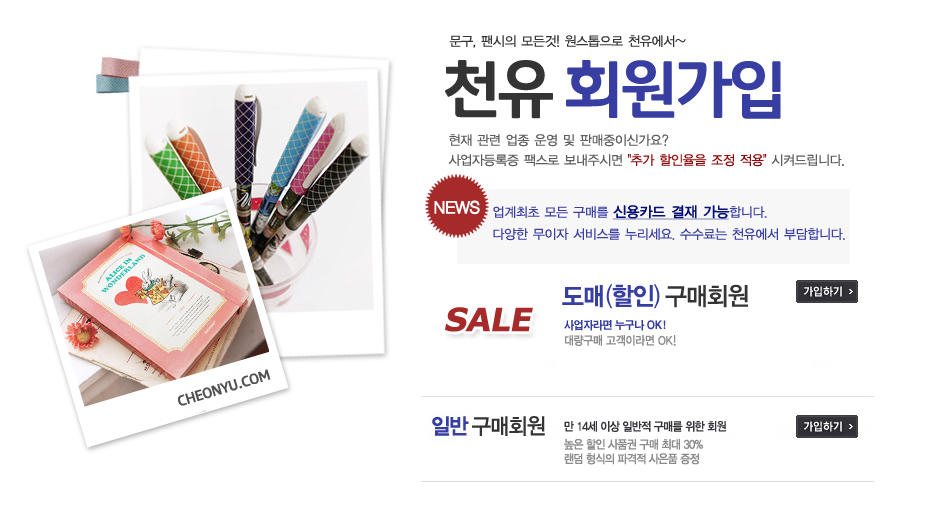 문구, 팬시의 모든것! 원스톱으로 천유에서~
천유 회원가입
현재 관련 업종 운영 및 판매중이신가요?
사업자등록증 팩스로 보내주시면 "추가 할인율을 조정 적용" 시켜드립니다.
NEWS
업계최초 모든 구매를 신용카드 결재 가능합니다.
다양한 무이자 서비스를 누리세요. 수수료는 천유에서 부담합니다.
SALE
도매(할인) 구매회원
가입하기 >
사업자라면 누구나 OK!
대량구매 고객이라면 OK!
일반 구매회원
만 14세 이상 일반적 구매를 위한 회원
가입하기 >
높은 할인 사품권 구매 최대 30%
랜덤 형식의 파격적 사은품 증정
ALICE IN
WONDERLAND
CHEONYU.COM